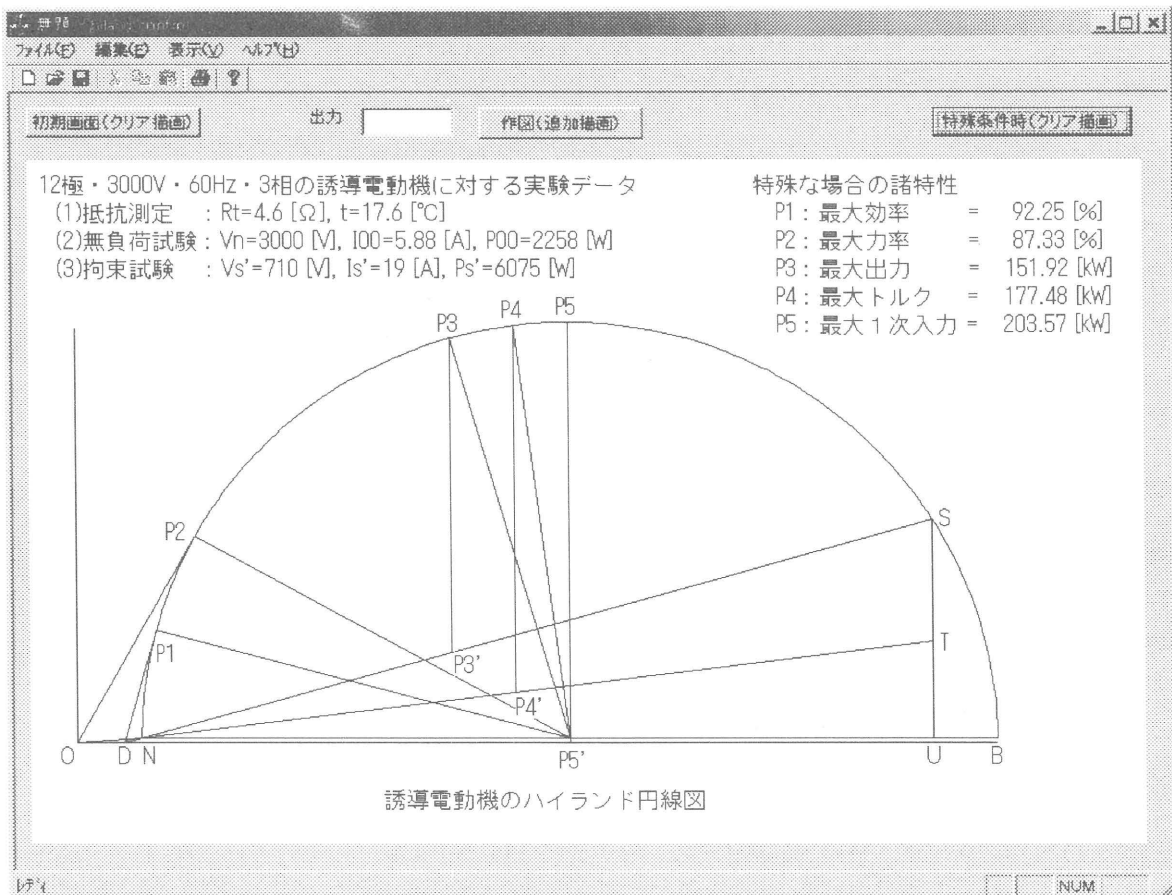 無題
ファイル(F) 編集(E) 表示(V) ヘルプ(H)
初期画面(クリア描画) 出力 作図(追加描画) 特殊条件時(クリア描画)
12極・3000V・60Hz・3相の誘導電動機に対する実験データ
(1)抵抗測定 : Rt=4.6 [Ω], t=17.6 [℃]
(2)無負荷試験 : Vn=3000 [V], I00=5.88 [A], P00=2258 [W]
(3)拘束試験 : Vs'=710 [V], Is'=19 [A], Ps'=6075 [W]
特殊な場合の諸特性
P1 : 最大効率 = 92.25 [%]
P2 : 最大力率 = 87.33 [%]
P3 : 最大出力 = 151.92 [kW]
P4 : 最大トルク = 177.48 [kW]
P5 : 最大1次入力 = 203.57 [kW]
P3 P4 P5
S
P2
T
P1
P3'
P4'
O D N P5' U B
誘導電動機のハイランド円線図
レディ NUM